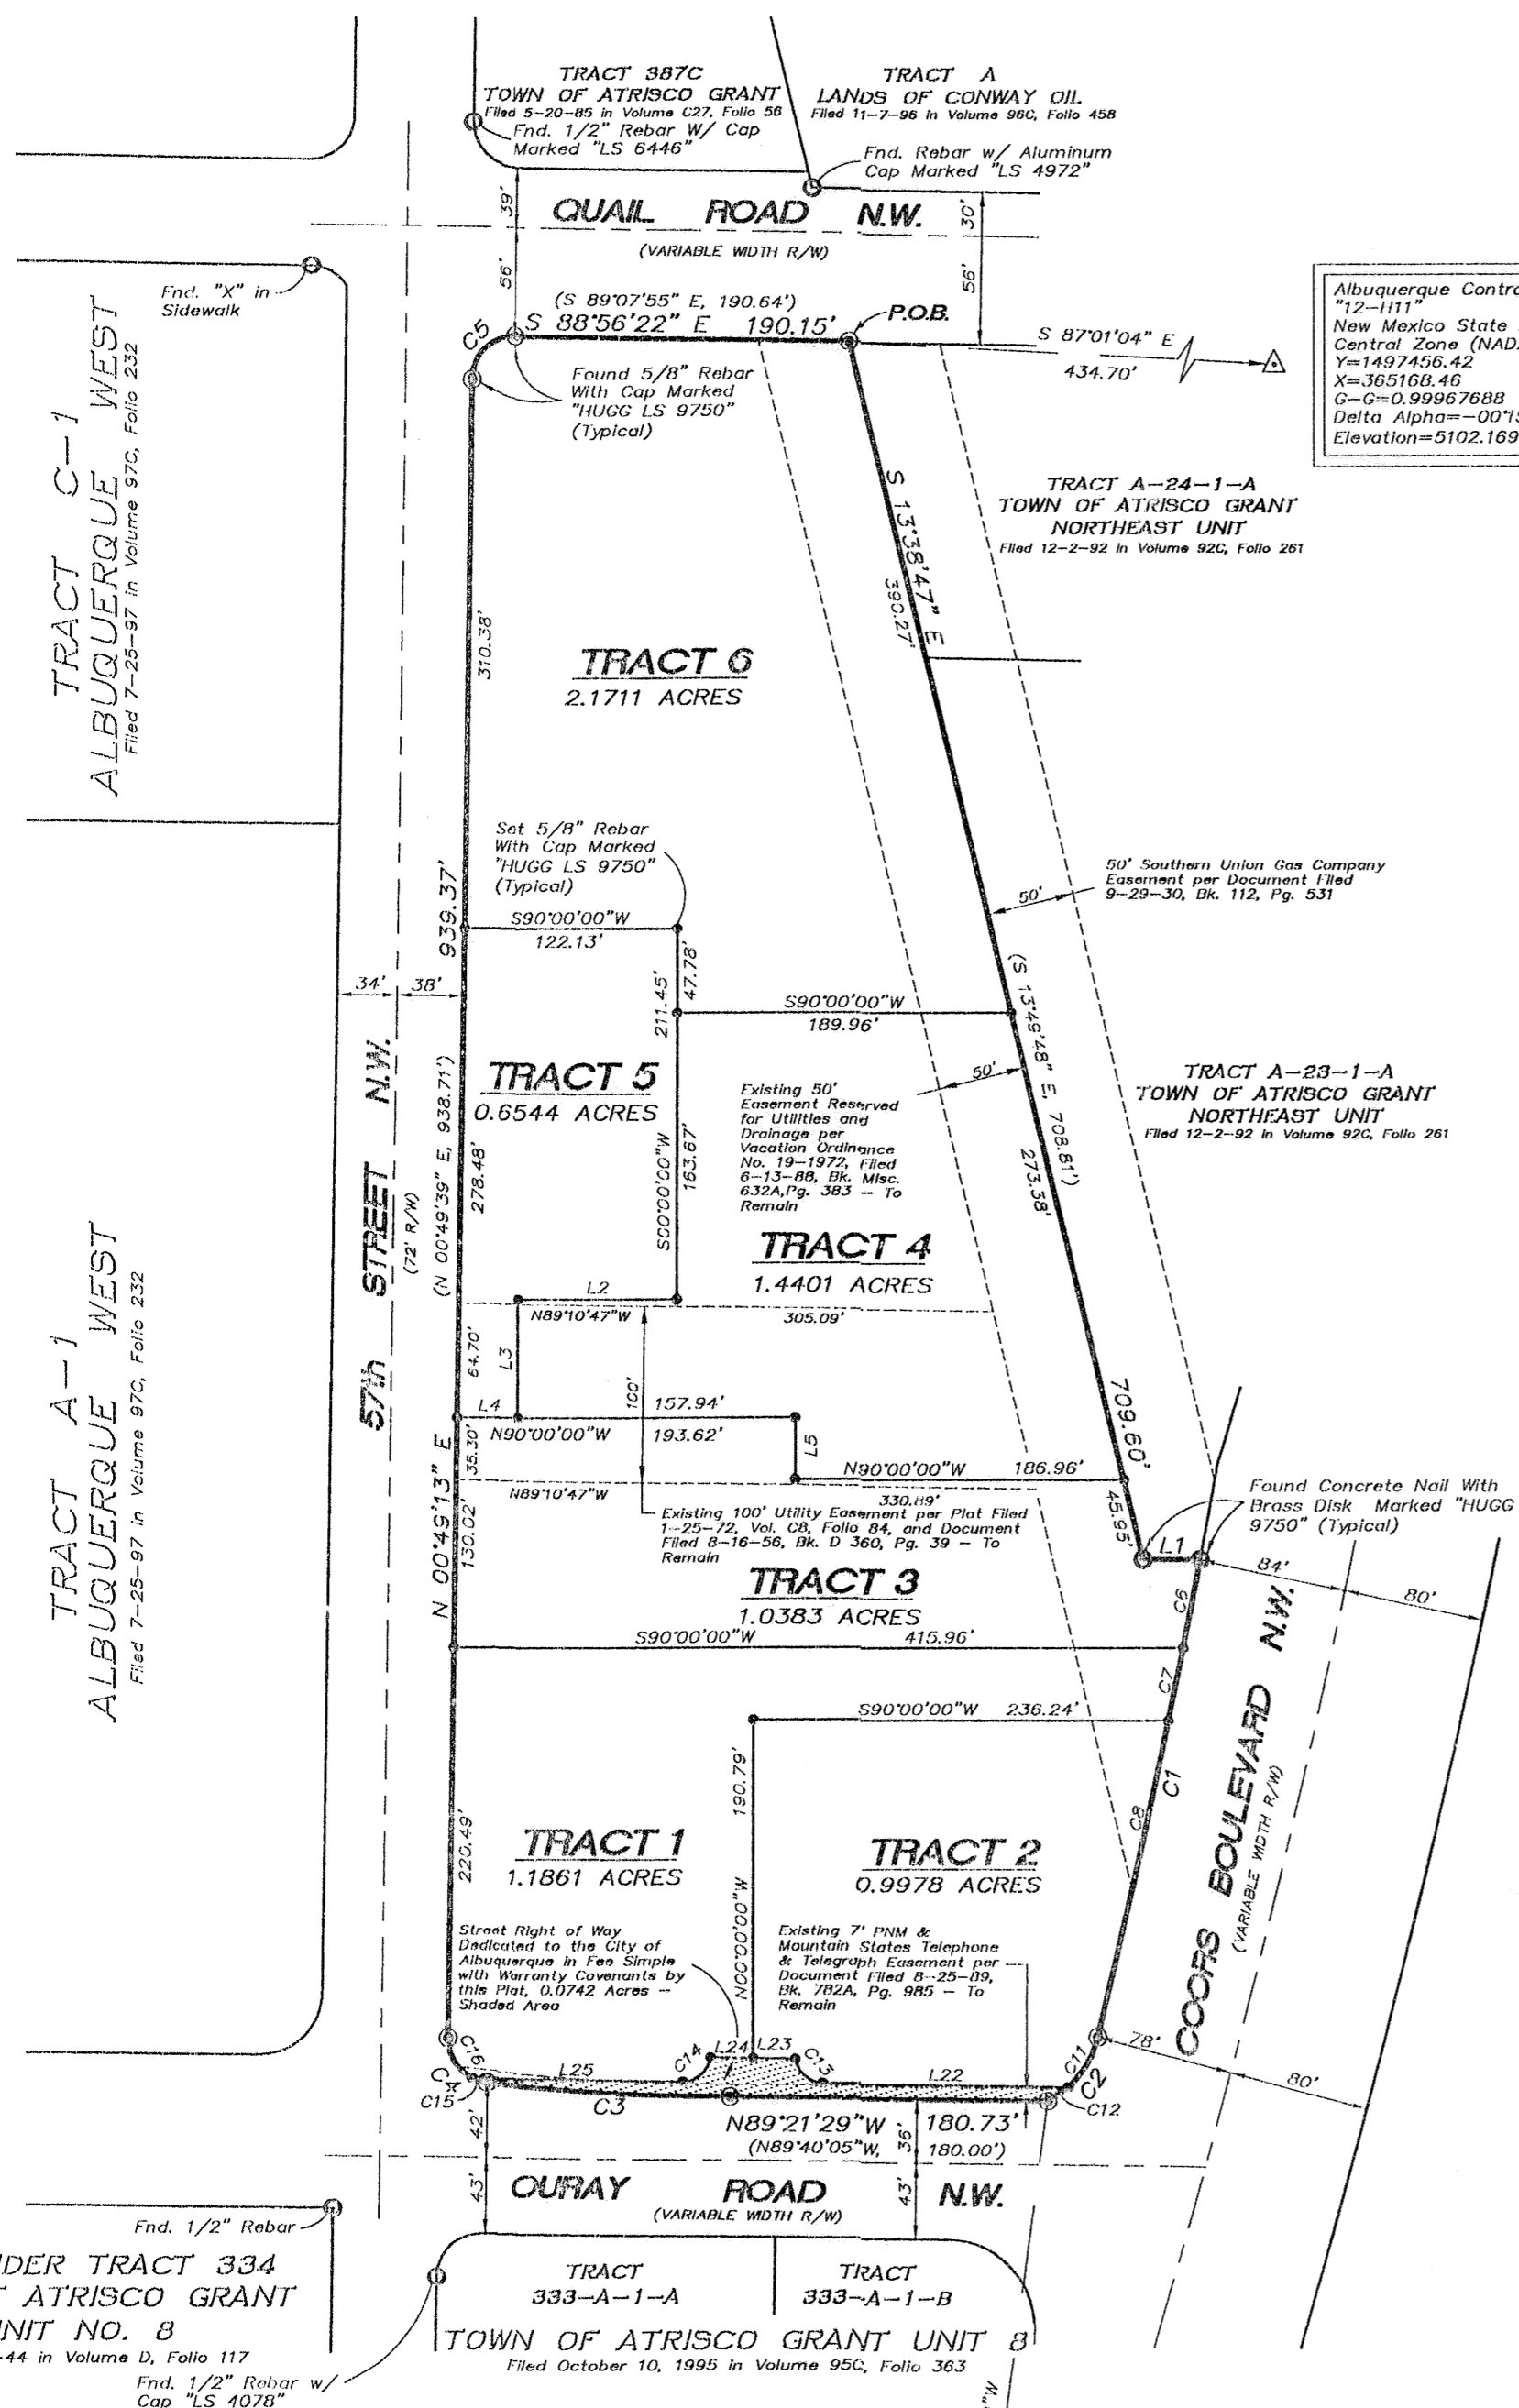 TRACT 387C
TOWN OF ATRISCO GRANT
Filed 5-20-85 in Volume C27, Folio 56
TRACT A
LANDS OF CONWAY OIL
Filed 11-7-96 in Volume 96C, Folio 458
Fnd. 1/2" Rebar W/ Cap
Marked "LS 6446"
Fnd. Rebar w/ Aluminum
Cap Marked "LS 4972"
39'
QUAIL ROAD N.W.
30'
(VARIABLE WIDTH R/W)
56'
56'
Fnd. "X" in
Sidewalk
(S 89°07'55" E, 190.64')
S 88°56'22" E 190.15'
P.O.B.
C5
S 87°01'04" E
434.70'
Albuquerque Contro
"12-H11"
New Mexico State
Central Zone (NAD
Y=1497456.42
X=365168.46
G-G=0.99967688
Delta Alpha=-00°15
Elevation=5102.169
Found 5/8" Rebar
With Cap Marked
"HUGG LS 9750"
(Typical)
TRACT C-1
ALBUQUERQUE WEST
Filed 7-25-97 in Volume 97C, Folio 232
TRACT A-24-1-A
TOWN OF ATRISCO GRANT
NORTHEAST UNIT
Filed 12-2-92 in Volume 92C, Folio 261
S 13°38'47" E
390.27'
310.38'
TRACT 6
2.1711 ACRES
Set 5/8" Rebar
With Cap Marked
"HUGG LS 9750"
(Typical)
50' Southern Union Gas Company
Easement per Document Filed
9-29-30, Bk. 112, Pg. 531
50'
939.37'
S90°00'00"W
122.13'
47.78'
211.45'
34'
38'
S90°00'00"W
189.96'
(S 13°49'48" E, 708.81')
TRACT 5
0.6544 ACRES
57th STREET N.W.
(72' R/W)
(N 00°49'39" E, 938.71')
278.48'
S00°00'00"W
163.67'
Existing 50'
Easement Reserved
for Utilities and
Drainage per
Vacation Ordinance
No. 19-1972, Filed
6-13-88, Bk. Misc.
632A,Pg. 383 - To
Remain
50'
273.38'
TRACT A-23-1-A
TOWN OF ATRISCO GRANT
NORTHEAST UNIT
Filed 12-2-92 in Volume 92C, Folio 261
TRACT 4
1.4401 ACRES
TRACT A-1
ALBUQUERQUE WEST
Filed 7-25-97 in Volume 97C, Folio 232
L2
N89°10'47"W
305.09'
64.70'
L3
100'
L4
157.94'
N90°00'00"W
193.62'
L5
35.30'
N 00°49'13" E
709.60'
N90°00'00"W 186.96'
N89°10'47"W
330.89'
45.95'
Existing 100' Utility Easement per Plat Filed
1-25-72, Vol. C8, Folio 84, and Document
Filed 8-16-56, Bk. D 360, Pg. 39 - To
Remain
Found Concrete Nail With
Brass Disk Marked "HUGG
9750" (Typical)
L1
130.02'
84'
80'
C6
TRACT 3
1.0383 ACRES
S90°00'00"W 415.96'
C7
S90°00'00"W 236.24'
C1
C8
COORS BOULEVARD N.W.
(VARIABLE WIDTH R/W)
190.79'
N00°00'00"W
220.49'
TRACT 1
1.1861 ACRES
TRACT 2
0.9978 ACRES
Street Right of Way
Dedicated to the City of
Albuquerque in Fee Simple
with Warranty Covenants by
this Plat, 0.0742 Acres -
Shaded Area
Existing 7' PNM &
Mountain States Telephone
& Telegraph Easement per
Document Filed 8-25-89,
Bk. 782A, Pg. 985 - To
Remain
C16
C4
C15
L25
C14
L24
L23
C13
L22
C11
C2
C12
78'
80'
C3
N89°21'29"W 180.73'
(N89°40'05"W, 180.00')
42'
36'
43'
43'
OURAY ROAD N.W.
(VARIABLE WIDTH R/W)
Fnd. 1/2" Rebar
DER TRACT 334
ATRISCO GRANT
NIT NO. 8
-44 in Volume D, Folio 117
TRACT
333-A-1-A
TRACT
333-A-1-B
TOWN OF ATRISCO GRANT UNIT 8
Filed October 10, 1995 in Volume 95C, Folio 363
Fnd. 1/2" Rebar w/
Cap "LS 4078"
"W